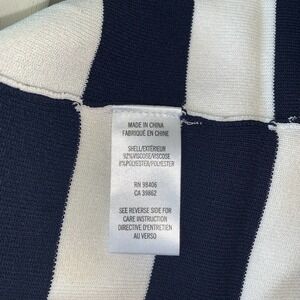 MADE IN CHINA
FABRIQUÉ EN CHINE
SHELL/EXTÉRIEUR
92%VISCOSE/VISCOSE
8%POLYESTER/POLYESTER
RN 98406
CA 39862
SEE REVERSE SIDE FOR
CARE INSTRUCTION
DIRECTIVE D'ENTRETIEN
AU VERSO